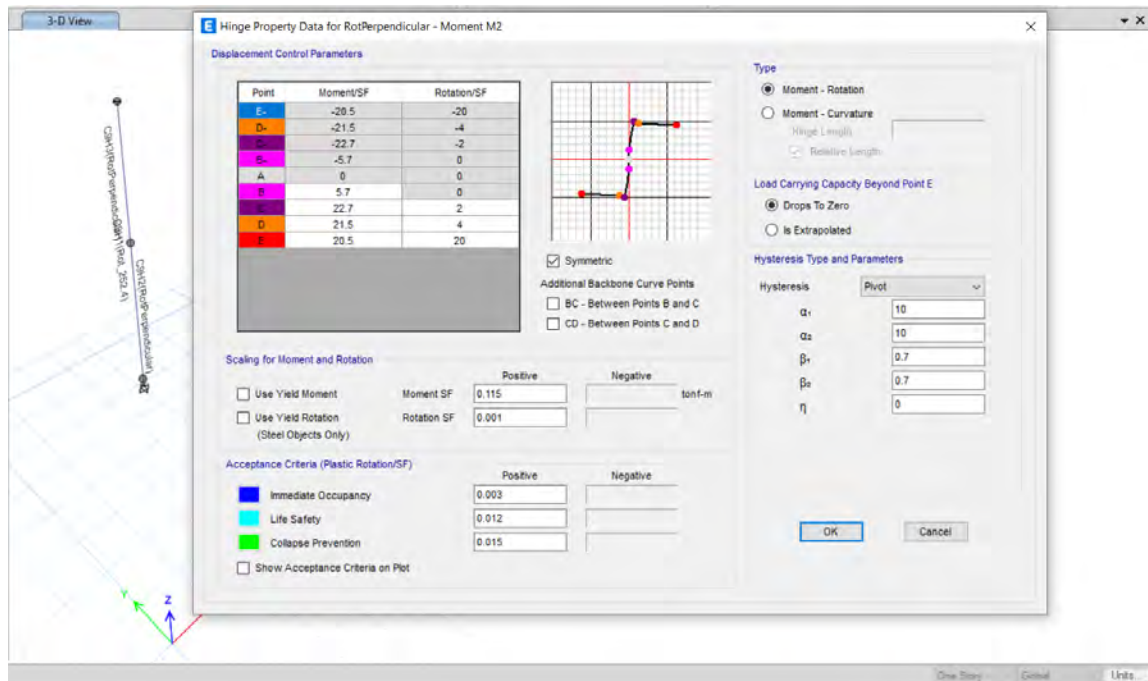 3-D View
Hinge Property Data for RotPerpendicular - Moment M2
Displacement Control Parameters
Point Moment/SF Rotation/SF
E- -20.5 -20
D- -21.5 -4
C- -22.7 -2
B- -5.7 0
A 0 0
B 5.7 0
C 22.7 2
D 21.5 4
E 20.5 20
Symmetric
Additional Backbone Curve Points
BC - Between Points B and C
CD - Between Points C and D
Scaling for Moment and Rotation
Positive Negative
Use Yield Moment Moment SF 0.115 tonf-m
Use Yield Rotation Rotation SF 0.001
(Steel Objects Only)
Acceptance Criteria (Plastic Rotation/SF)
Positive Negative
Immediate Occupancy 0.003
Life Safety 0.012
Collapse Prevention 0.015
Show Acceptance Criteria on Plot
Type
Moment - Rotation
Moment - Curvature
Hinge Length
Relative Length
Load Carrying Capacity Beyond Point E
Drops To Zero
Is Extrapolated
Hysteresis Type and Parameters
Hysteresis Pivot
α₁ 10
α₂ 10
β₁ 0.7
β₂ 0.7
η 0
OK Cancel
C9H2(RotPerpendicular)
Y
Z
One Story Global Units